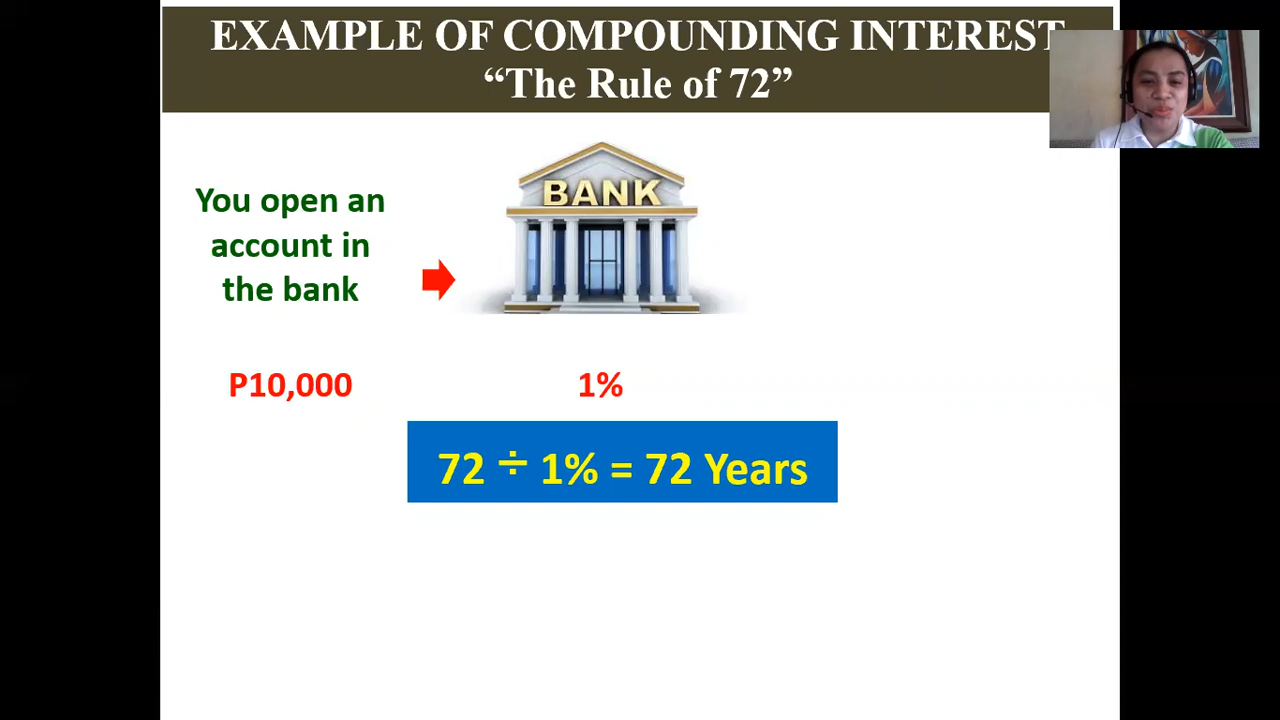 EXAMPLE OF COMPOUNDING INTEREST
“The Rule of 72”
BANK
You open an
account in
the bank
P10,000
1%
72 ÷ 1% = 72 Years